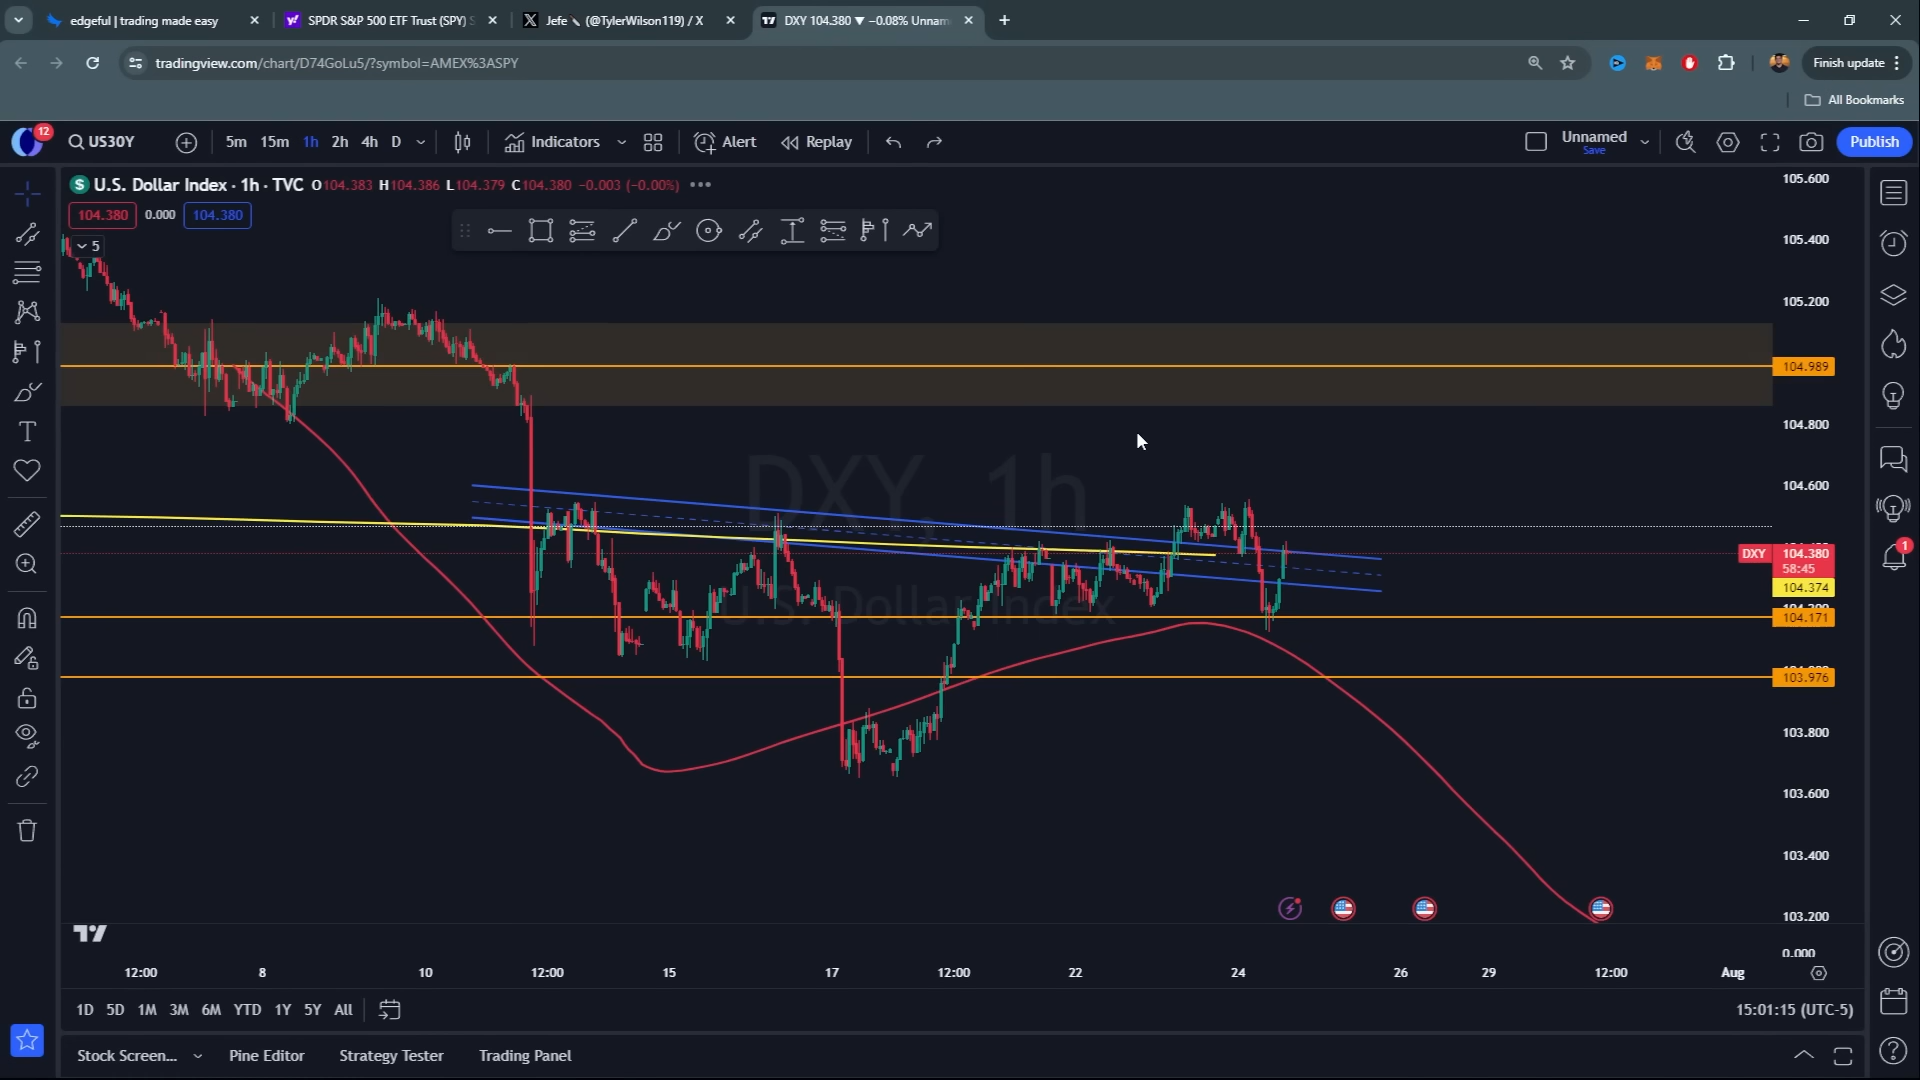 edgeful | trading made easy
SPDR S&P 500 ETF Trust (SPY) S
Jefe (@TylerWilson119) / X
DXY 104.380 ▼ −0.08% Unnam
tradingview.com/chart/D74GoLu5/?symbol=AMEX%3ASPY
Finish update
All Bookmarks
12
US30Y
5m 15m 1h 2h 4h D
Indicators
Alert
Replay
Unnamed
Save
Publish
U.S. Dollar Index · 1h · TVC O104.383 H104.386 L104.379 C104.380 −0.003 (−0.00%)
104.380 0.000 104.380
5
DXY, 1h
U.S. Dollar Index
105.600
105.400
105.200
104.989
104.800
104.600
DXY 104.380
58:45
104.374
104.171
103.976
103.800
103.600
103.400
103.200
0.000
1
12:00 8 10 12:00 15 17 12:00 22 24 26 29 12:00 Aug
1D 5D 1M 3M 6M YTD 1Y 5Y All
15:01:15 (UTC-5)
Stock Screen... Pine Editor Strategy Tester Trading Panel